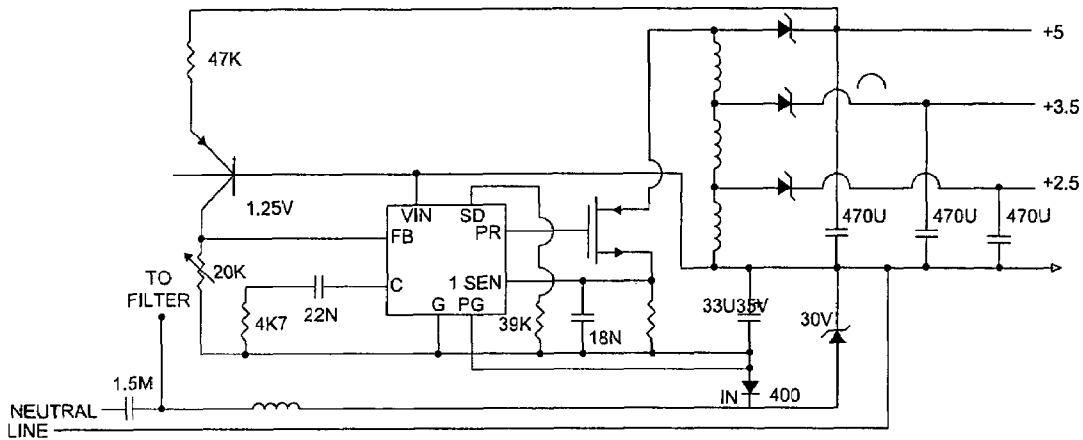 +5
47K
+3.5
+2.5
1.25V
VIN
SD
470U
470U
470U
FB
PR
TO
FILTER
20K
C
1 SEN
33U35V
30V
22N
G
PG
4K7
39K
18N
1.5M
IN
400
NEUTRAL
LINE